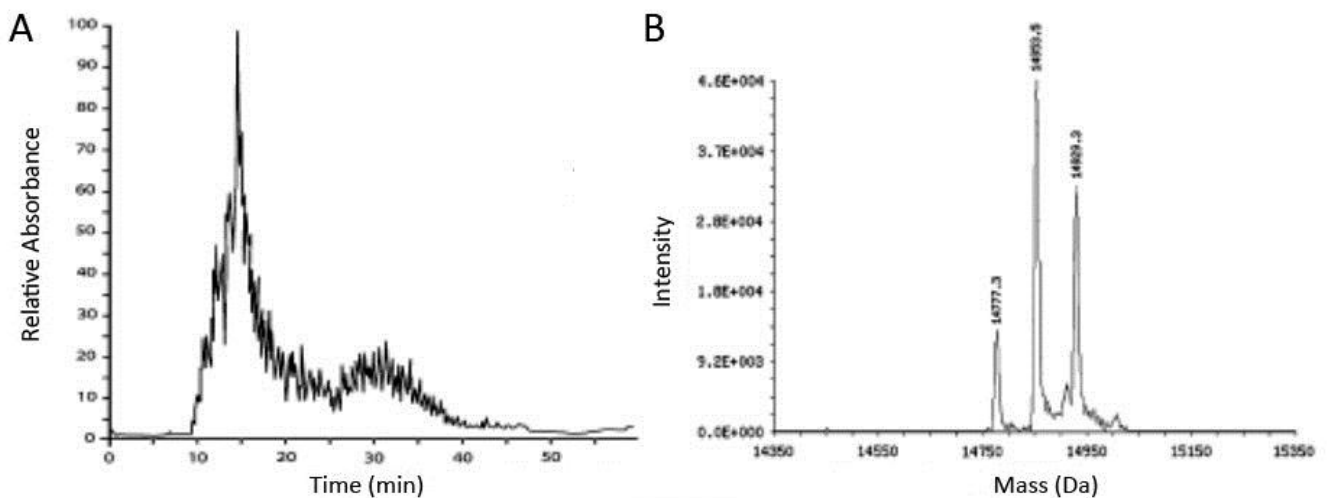 A
Relative Absorbance
100
90
80
70
60
50
40
30
20
10
0
0 10 20 30 40 50
Time (min)
B
Intensity
4.6E+004
3.7E+004
2.8E+004
1.8E+004
9.2E+003
0.0E+000
14777.3
14853.5
14929.3
14350 14550 14750 14950 15150 15350
Mass (Da)